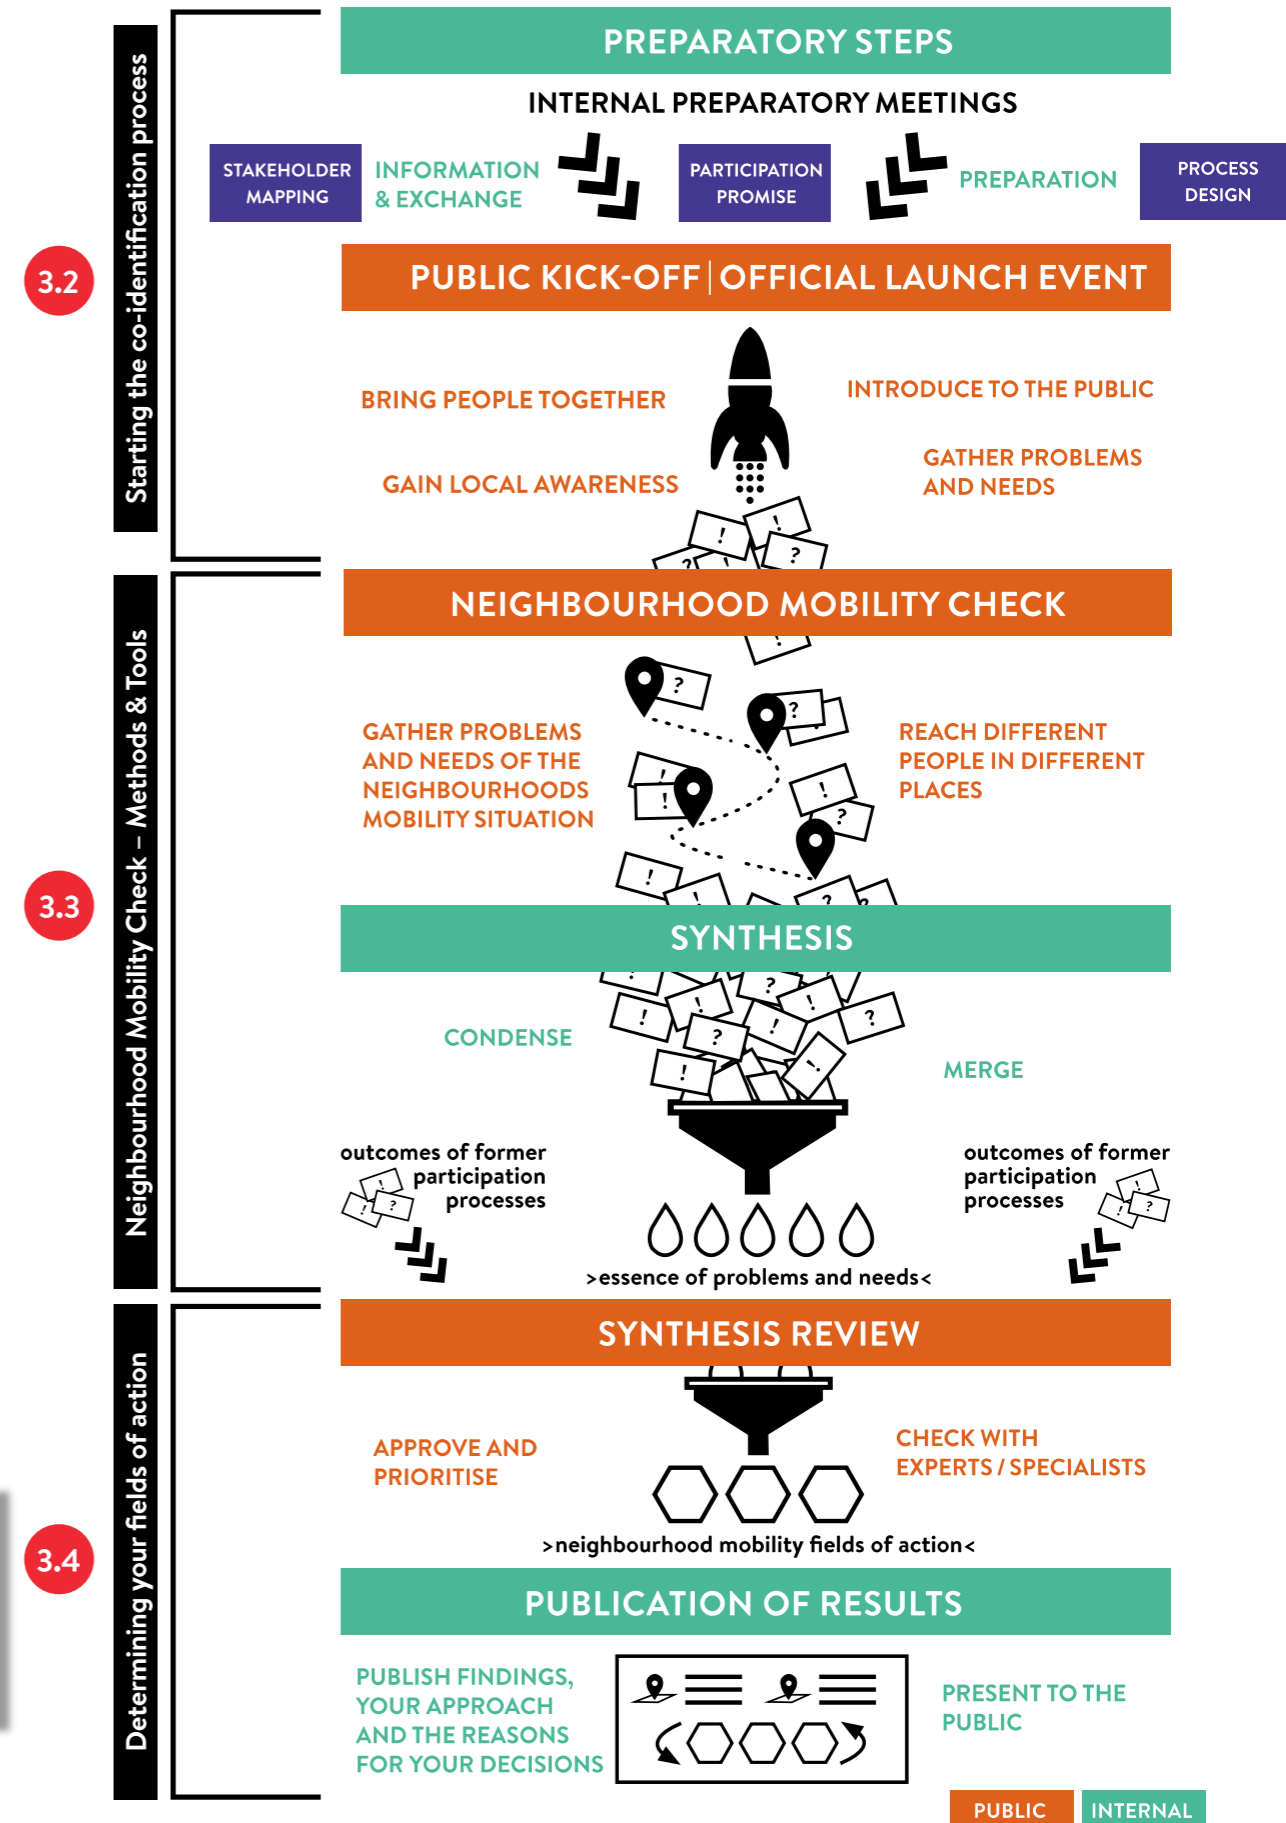 PREPARATORY STEPS
INTERNAL PREPARATORY MEETINGS
STAKEHOLDER
MAPPING
INFORMATION
& EXCHANGE
PARTICIPATION
PROMISE
PREPARATION
PROCESS
DESIGN
3.2
Starting the co-identification process
PUBLIC KICK-OFF | OFFICIAL LAUNCH EVENT
BRING PEOPLE TOGETHER
INTRODUCE TO THE PUBLIC
GAIN LOCAL AWARENESS
GATHER PROBLEMS
AND NEEDS
! ! ? ? !
3.3
Neighbourhood Mobility Check – Methods & Tools
NEIGHBOURHOOD MOBILITY CHECK
!
? ?
GATHER PROBLEMS
AND NEEDS OF THE
NEIGHBOURHOODS
MOBILITY SITUATION
REACH DIFFERENT
PEOPLE IN DIFFERENT
PLACES
! ! ! ?
! ! ? ?
SYNTHESIS
! ? ! ! ! ? ! ? ! !
CONDENSE
MERGE
outcomes of former
participation
processes
! ! ?
outcomes of former
participation
processes
! ! ?
>essence of problems and needs<
3.4
Determining your fields of action
SYNTHESIS REVIEW
APPROVE AND
PRIORITISE
CHECK WITH
EXPERTS / SPECIALISTS
>neighbourhood mobility fields of action<
PUBLICATION OF RESULTS
PUBLISH FINDINGS,
YOUR APPROACH
AND THE REASONS
FOR YOUR DECISIONS
PRESENT TO THE
PUBLIC
PUBLIC
INTERNAL